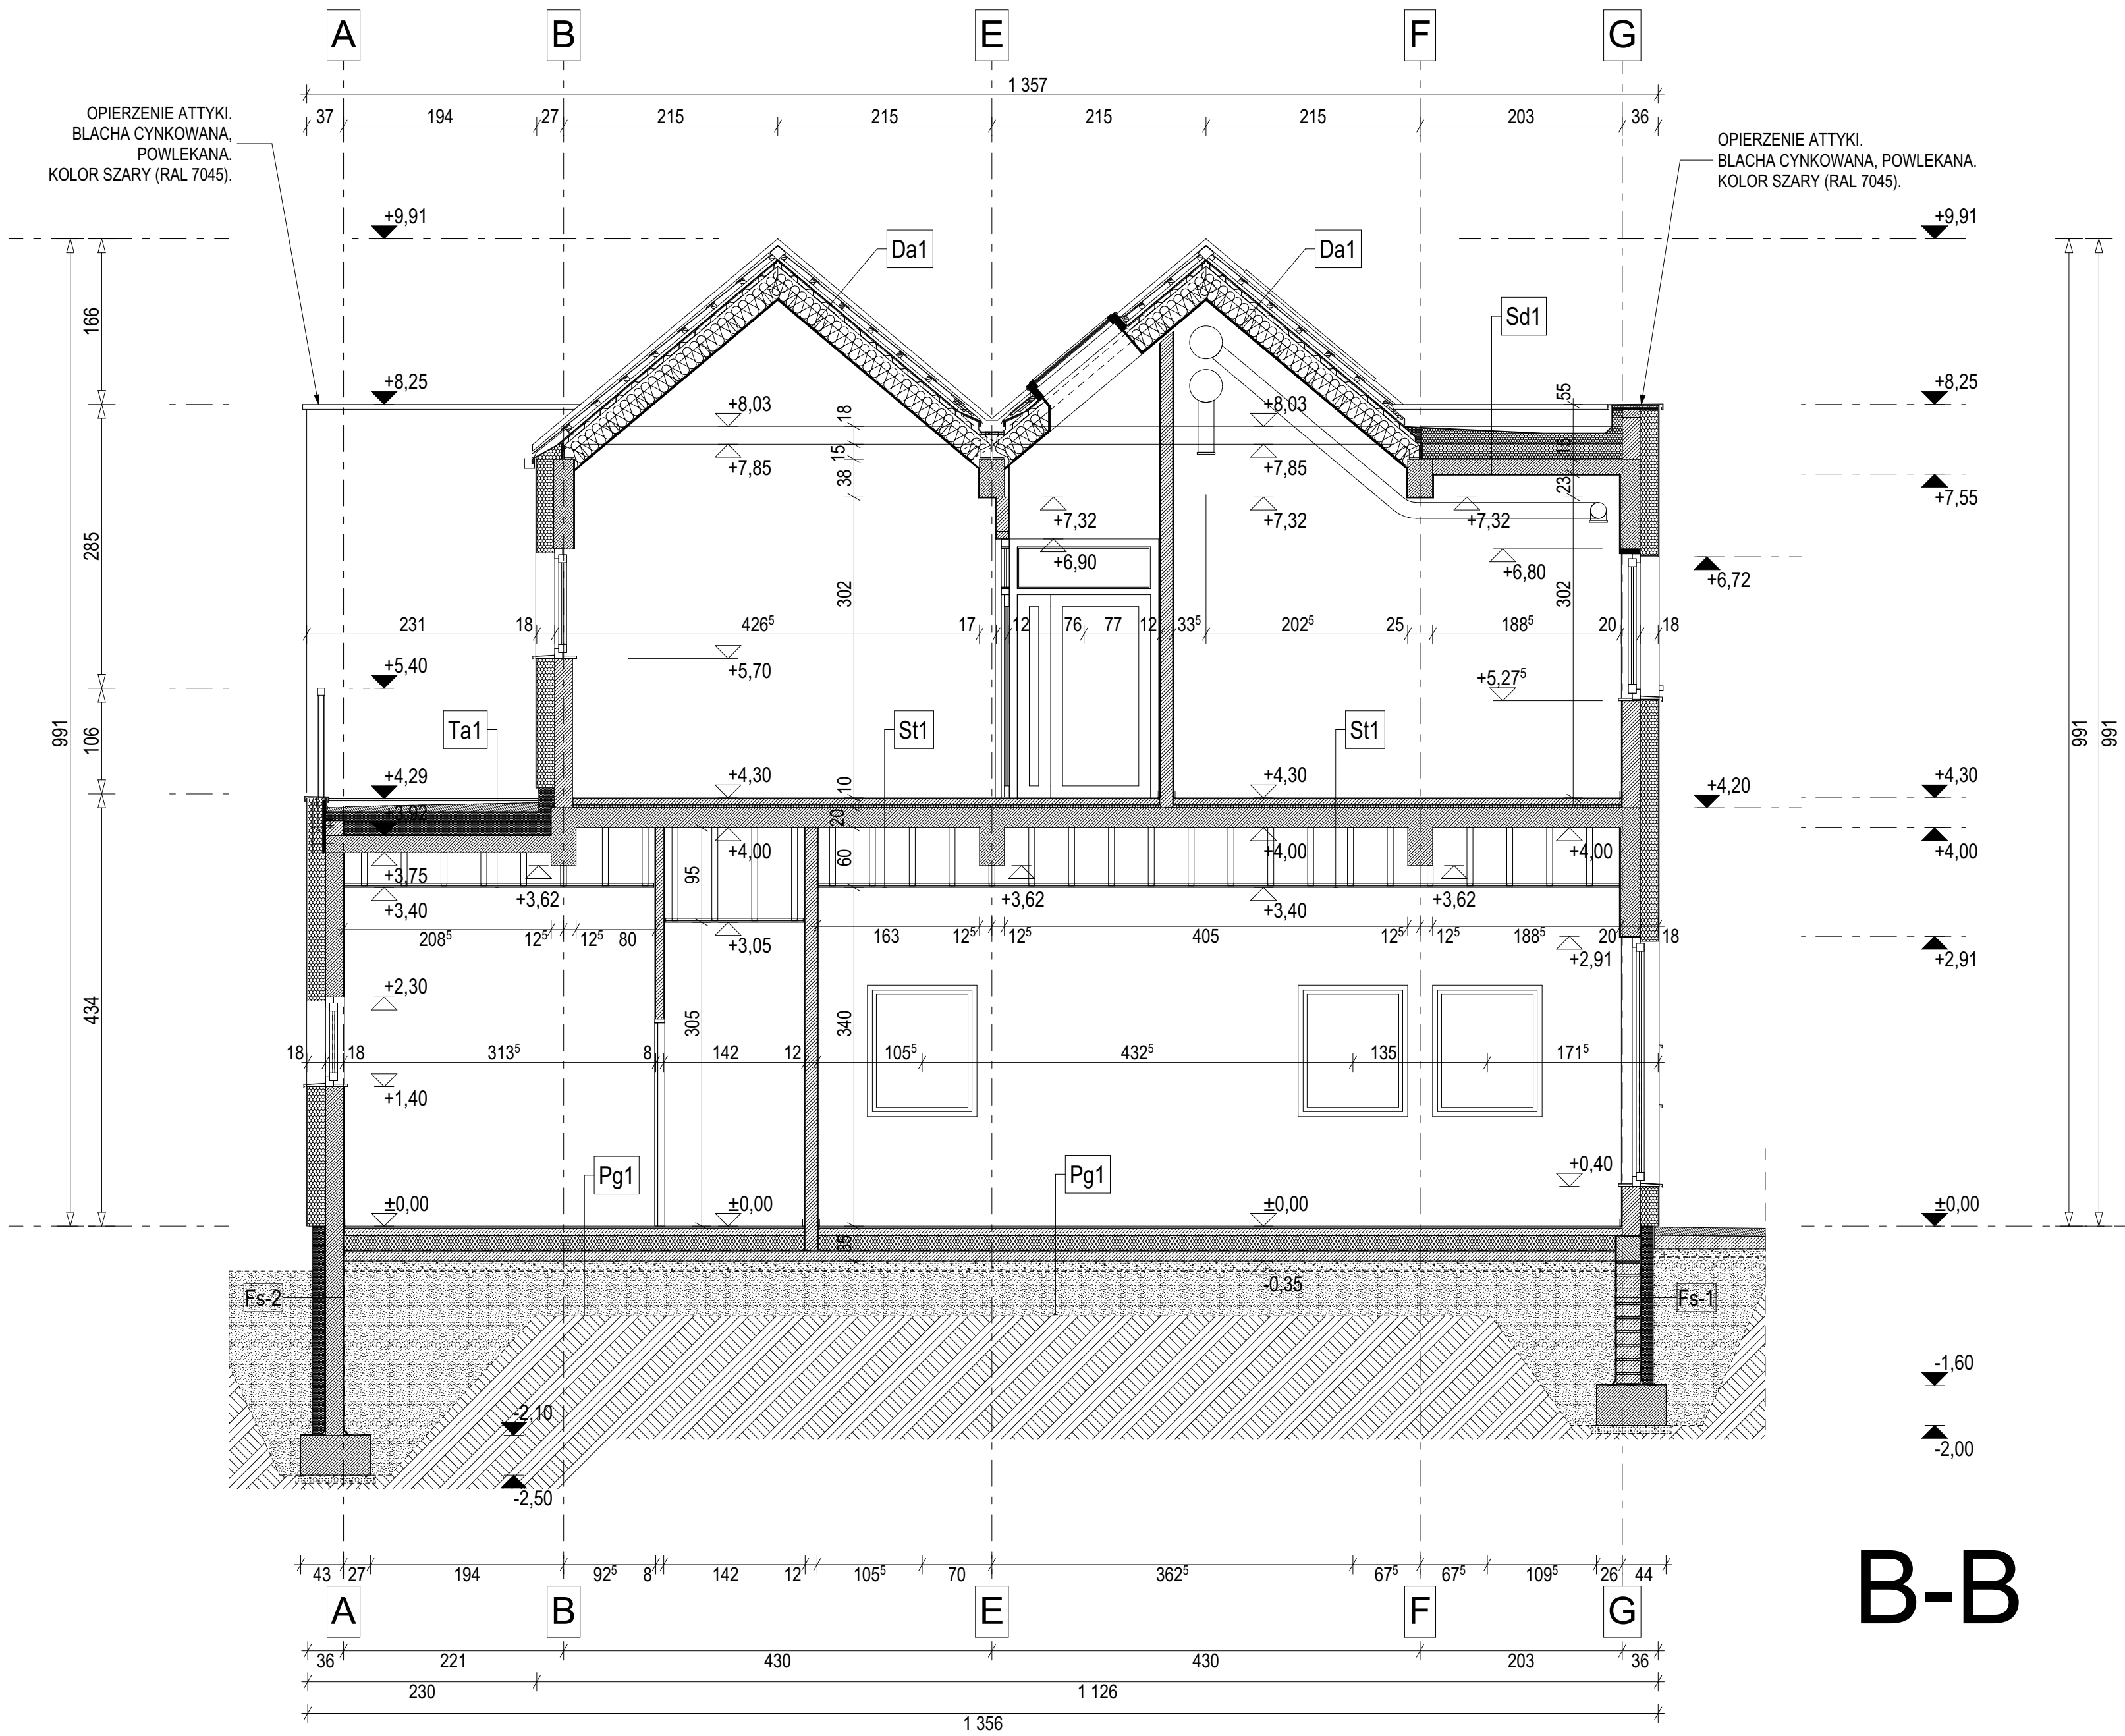 A B E F G
1 357
37 194 27 215 215 215 215 203 36
OPIERZENIE ATTYKI.
BLACHA CYNKOWANA,
POWLEKANA.
KOLOR SZARY (RAL 7045).
OPIERZENIE ATTYKI.
BLACHA CYNKOWANA, POWLEKANA.
KOLOR SZARY (RAL 7045).
+9,91 +9,91
Da1 Da1
Sd1
166
+8,25 +8,03 18 +8,03 55 +8,25
+7,85 15 +7,85 15
38 23 +7,55
+7,32 +7,32 +7,32
285
+6,90 +6,80 +6,72
302 302
231 18 426⁵ 17 12 76 77 12 33⁵ 202⁵ 25 188⁵ 20 18
+5,40 +5,70 +5,27⁵
991 106 991 991
Ta1 St1 St1
+4,29 +4,30 10 +4,30 +4,20 +4,30
+3,92 20
+4,00 +4,00 +4,00 +4,00
60
95
+3,75
+3,40 +3,62 +3,62 +3,40 +3,62
208⁵ 12⁵ 12⁵ 80 +3,05 163 12⁵ 12⁵ 405 12⁵ 12⁵ 188⁵ 20 18
+2,91 +2,91
+2,30
434 305 340
18 18 313⁵ 8 142 12 105⁵ 432⁵ 135 171⁵
+1,40
Pg1 Pg1 +0,40
±0,00 ±0,00 ±0,00 ±0,00
35
-0,35
Fs-2 Fs-1
-1,60
-2,10
-2,00
-2,50
43 27 194 92⁵ 8 142 12 105⁵ 70 362⁵ 67⁵ 67⁵ 109⁵ 26 44
A B E F G
B-B
36 221 430 430 203 36
230 1 126
1 356